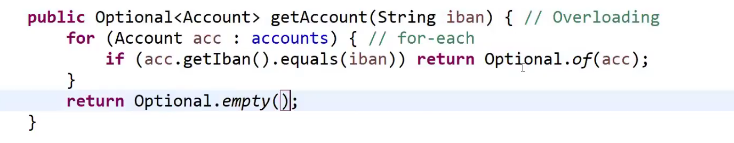 public Optional<Account> getAccount(String iban) { // Overloading
    for (Account acc : accounts) { // for-each
        if (acc.getIban().equals(iban)) return Optional.of(acc);
    }
    return Optional.empty();
}